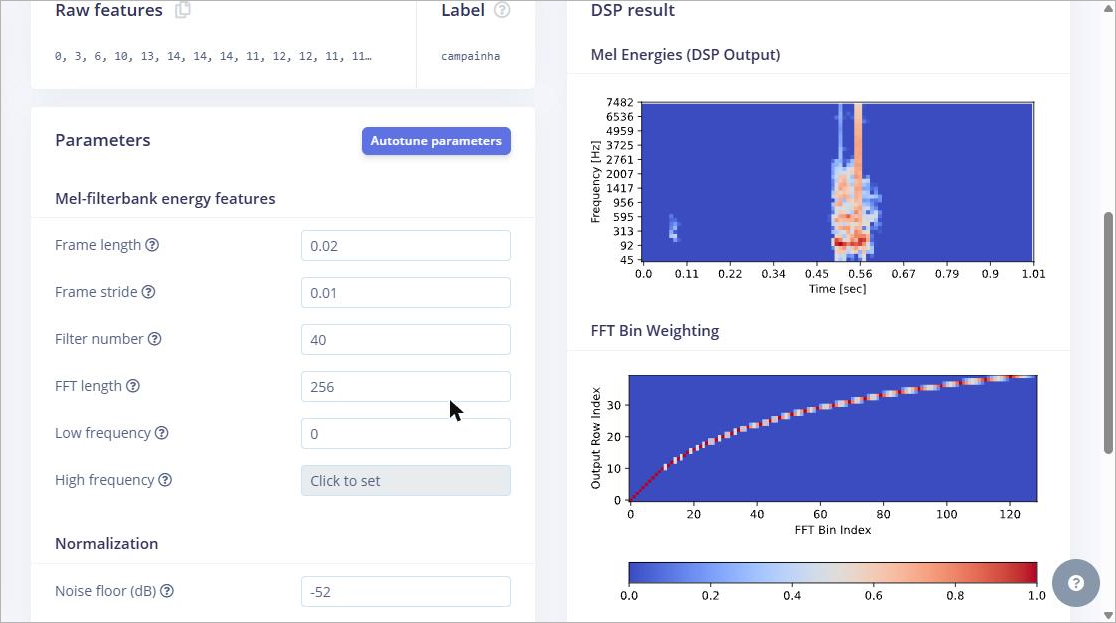 Raw features
0, 3, 6, 10, 13, 14, 14, 14, 11, 12, 12, 11, 11…
Label ?
campainha
Parameters
Autotune parameters
Mel-filterbank energy features
Frame length ? 0.02
Frame stride ? 0.01
Filter number ? 40
FFT length ? 256
Low frequency ? 0
High frequency ? Click to set
Normalization
Noise floor (dB) ? -52
DSP result
Mel Energies (DSP Output)
Frequency [Hz]
7482
6536
4959
3725
2761
2007
1417
956
595
313
92
45
0.0 0.11 0.22 0.34 0.45 0.56 0.67 0.79 0.9 1.01
Time [sec]
FFT Bin Weighting
Output Row Index
30
20
10
0
0 20 40 60 80 100 120
FFT Bin Index
0.0 0.2 0.4 0.6 0.8 1.0
?